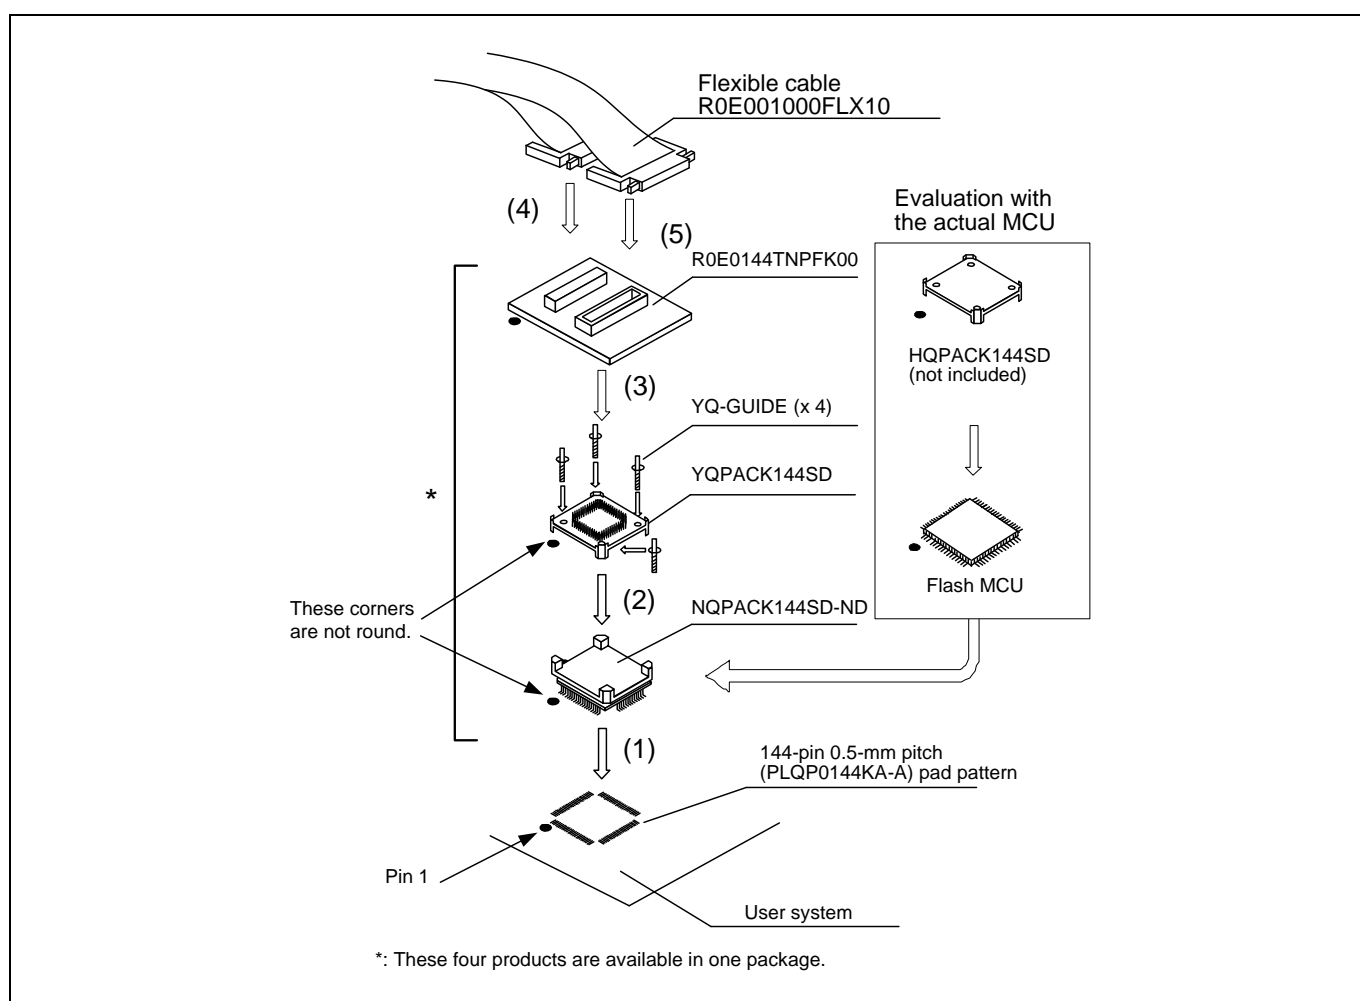 Flexible cable
R0E001000FLX10
(4)
(5)
Evaluation with
the actual MCU
R0E0144TNPFK00
HQPACK144SD
(not included)
(3)
YQ-GUIDE (x 4)
YQPACK144SD
*
Flash MCU
(2)
NQPACK144SD-ND
These corners
are not round.
(1)
144-pin 0.5-mm pitch
(PLQP0144KA-A) pad pattern
Pin 1
User system
*: These four products are available in one package.